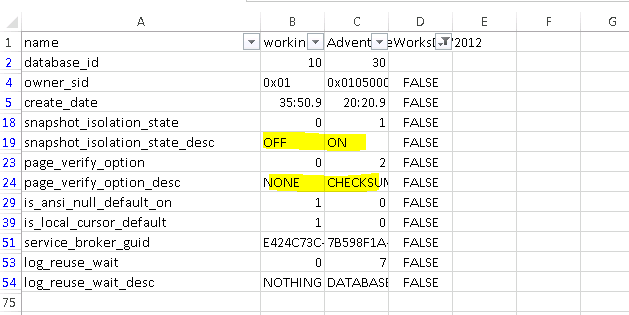 A B C D E F G
1 name workin Advent eWorksD 2012
2 database_id 10 30
4 owner_sid 0x01 0x0105000 FALSE
5 create_date 35:50.9 20:20.9 FALSE
18 snapshot_isolation_state 0 1 FALSE
19 snapshot_isolation_state_desc OFF ON FALSE
23 page_verify_option 0 2 FALSE
24 page_verify_option_desc NONE CHECKSUM FALSE
29 is_ansi_null_default_on 1 0 FALSE
39 is_local_cursor_default 1 0 FALSE
51 service_broker_guid E424C73C- 7B598F1A- FALSE
53 log_reuse_wait 0 7 FALSE
54 log_reuse_wait_desc NOTHING DATABASE FALSE
75